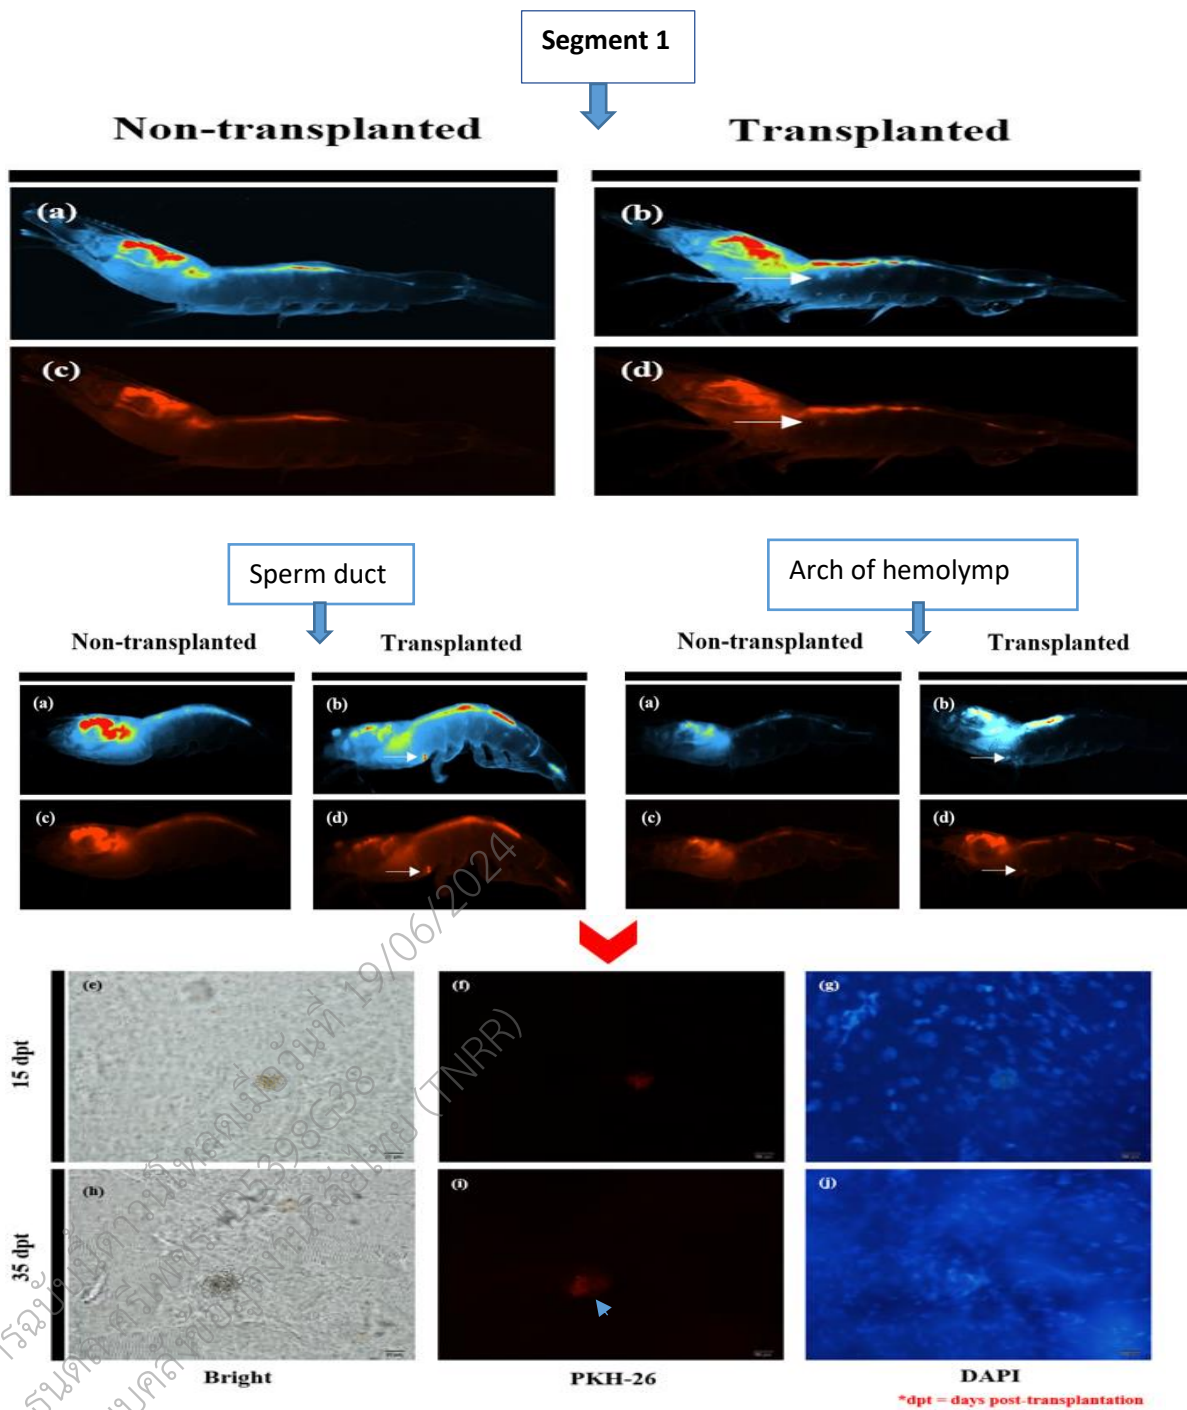 Segment 1
Non-transplanted
Transplanted
(a)
(b)
(c)
(d)
Sperm duct
Arch of hemolymp
Non-transplanted
Transplanted
Non-transplanted
Transplanted
(a)
(b)
(a)
(b)
(c)
(d)
(c)
(d)
15 dpt
(e)
(f)
(g)
35 dpt
(h)
(i)
(j)
Bright
PKH-26
DAPI
*dpt = days post-transplantation
19/06/2024
(TNRR)